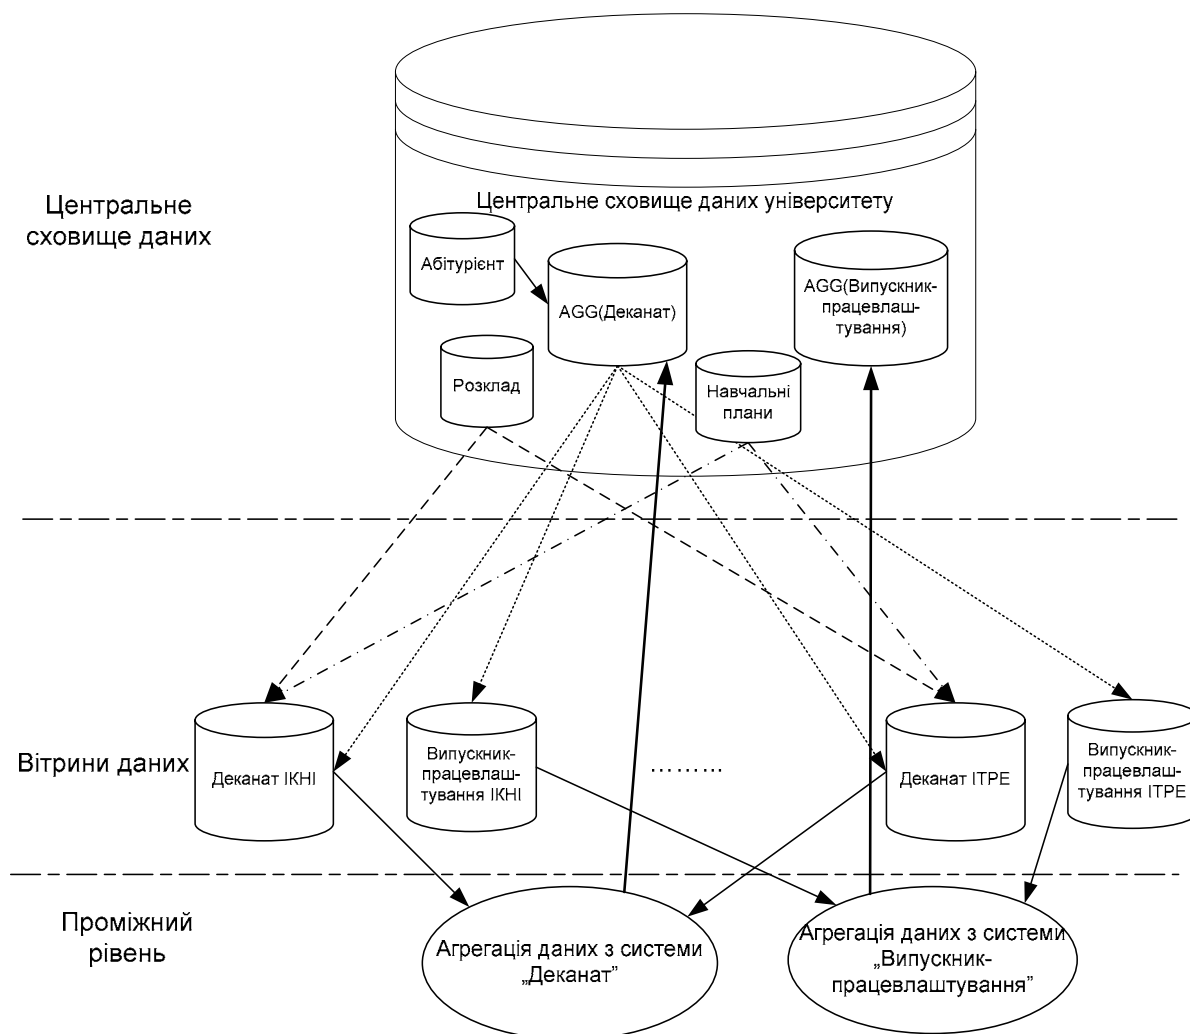 Центральне
сховище даних
Центральне сховище даних університету
Абітурієнт
AGG(Деканат)
AGG(Випускник-
працевлаш-
тування)
Розклад
Навчальні
плани
Вітрини даних
Деканат ІКНІ
Випускник-
працевлаш-
тування ІКНІ
………
Деканат ІТРЕ
Випускник-
працевлаш-
тування ІТРЕ
Проміжний
рівень
Агрегація даних з системи
„Деканат”
Агрегація даних з системи
„Випускник-
працевлаштування”